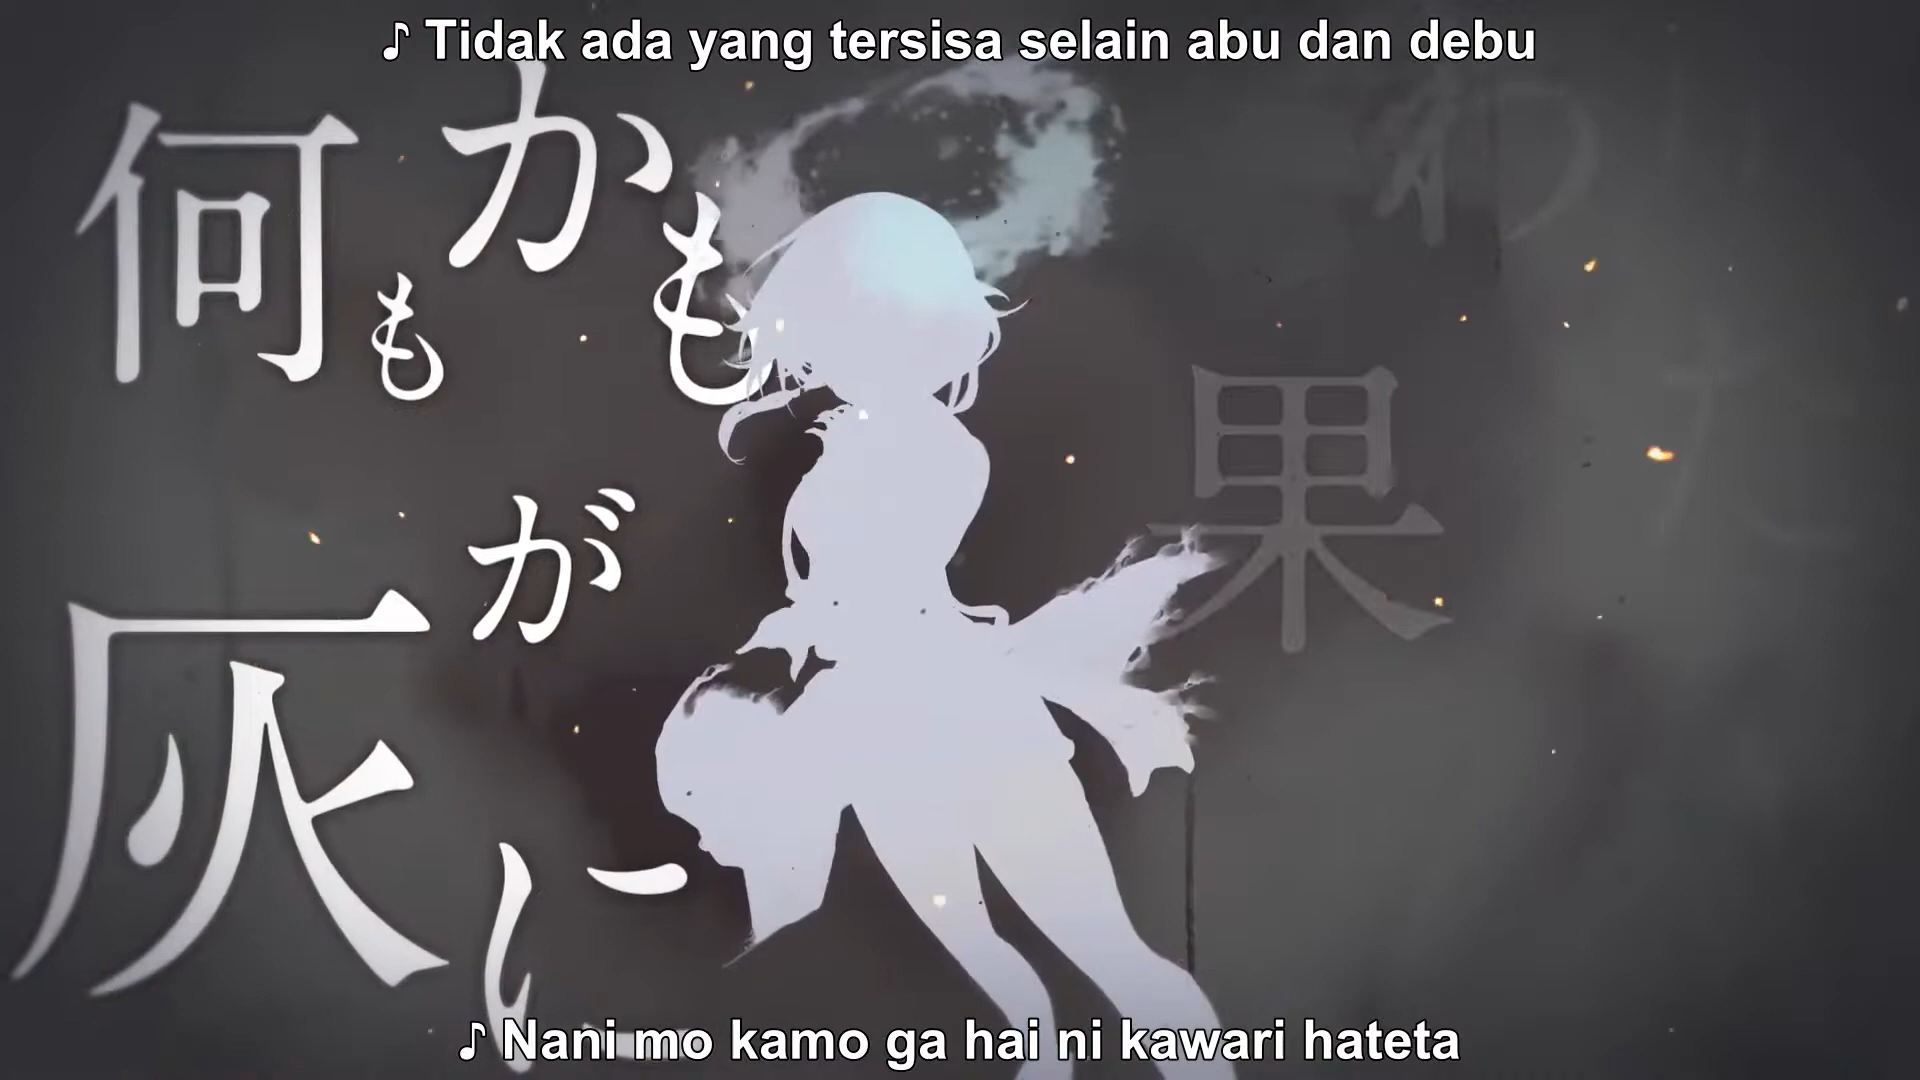 ♪ Tidak ada yang tersisa selain abu dan debu
何もかも
が
灰に
わ
果
♪ Nani mo kamo ga hai ni kawari hateta